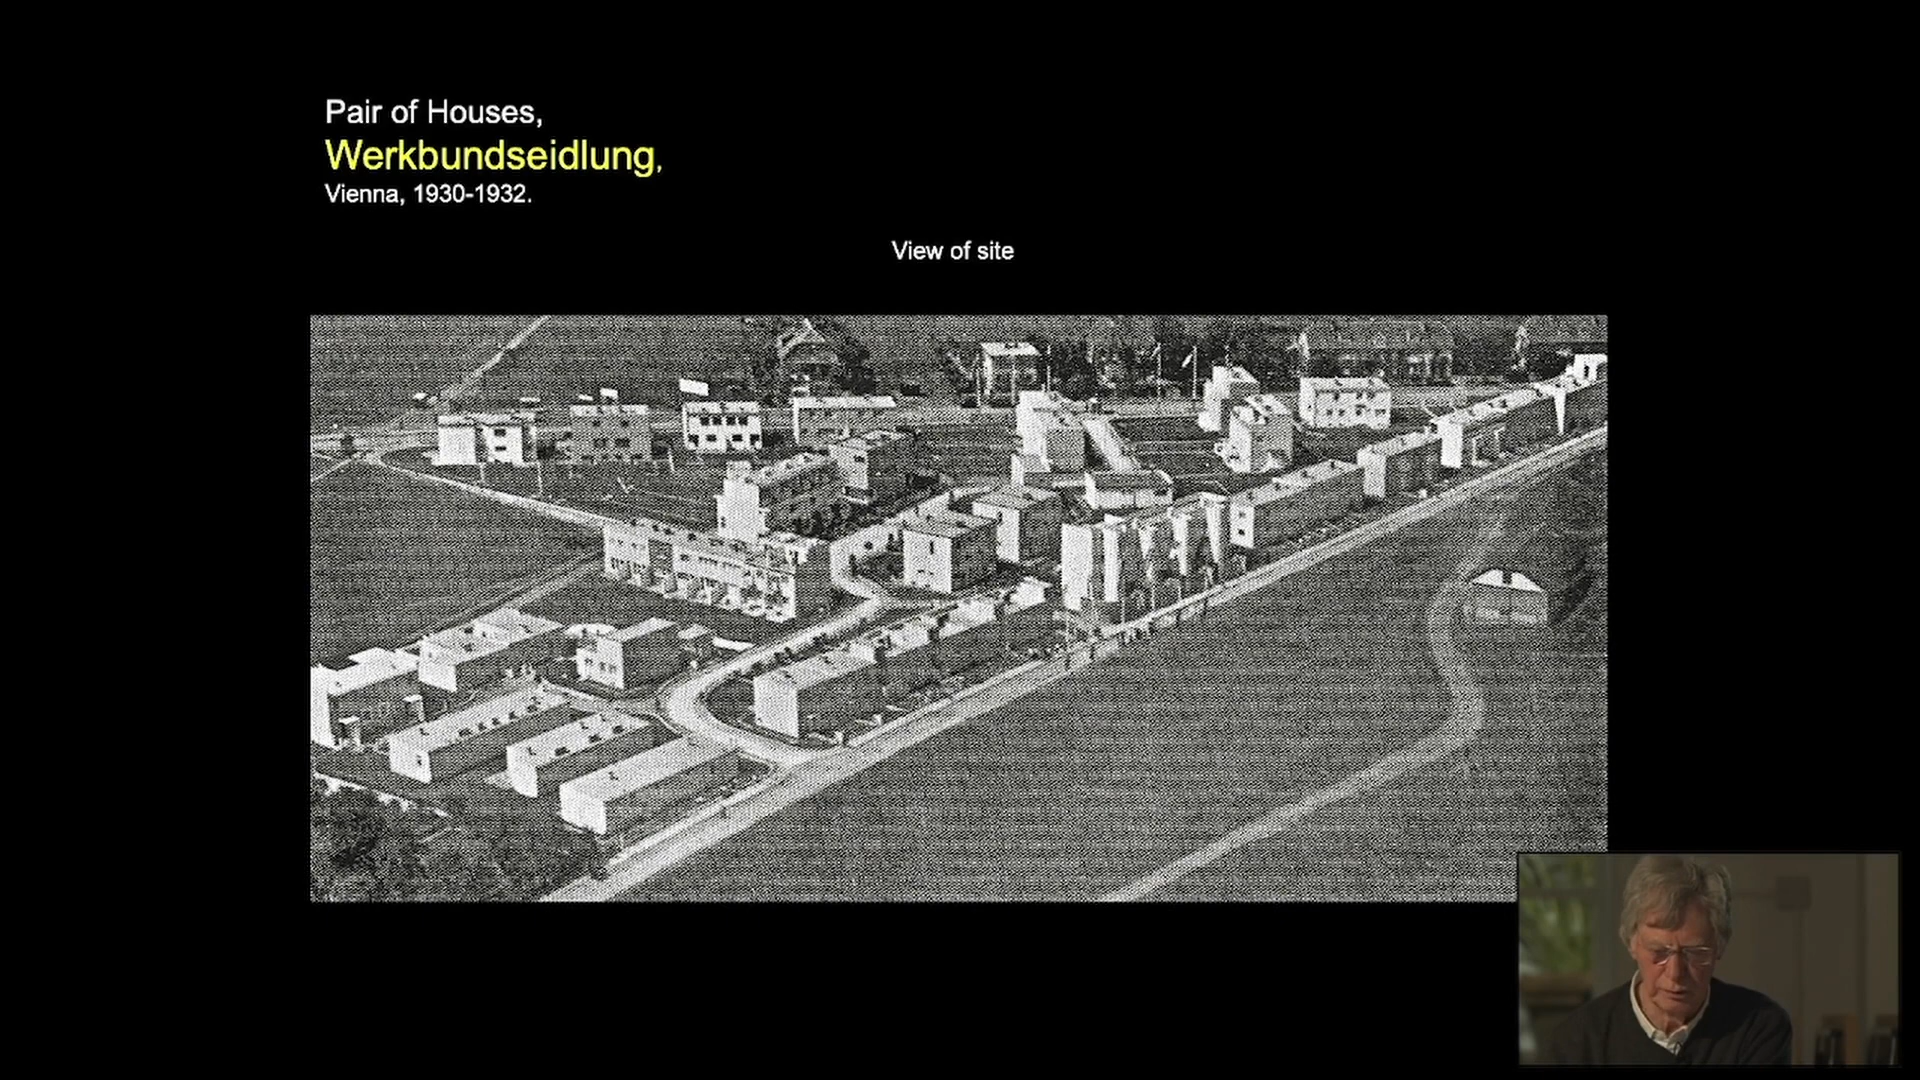 Pair of Houses,
Werkbundseidlung,
Vienna, 1930-1932.
View of site